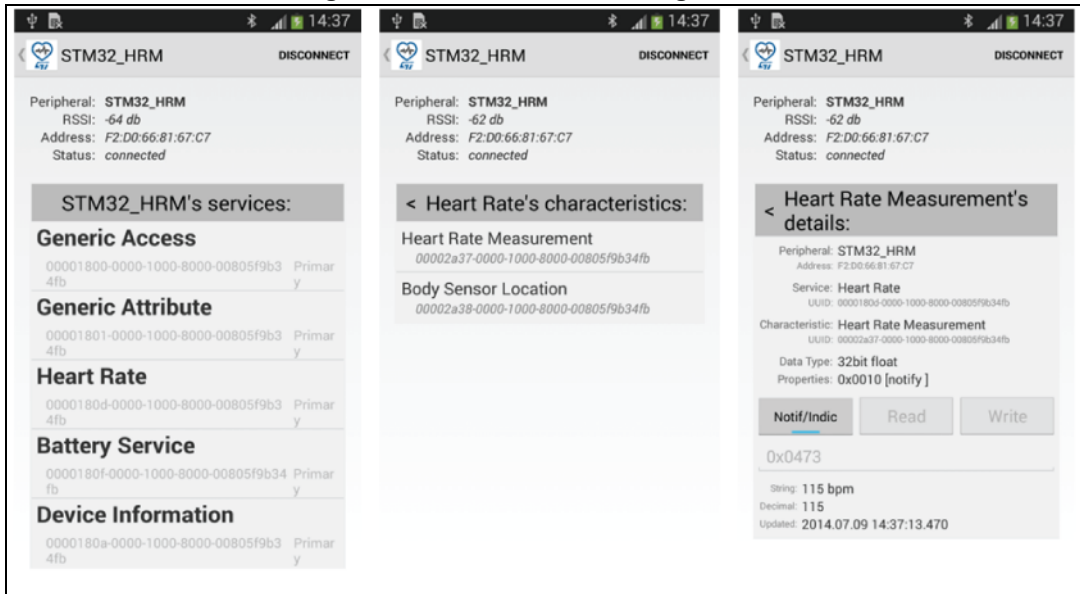 14:37
STM32_HRM DISCONNECT
Peripheral: STM32_HRM
RSSI: -64 db
Address: F2:D0:66:81:67:C7
Status: connected
STM32_HRM's services:
Generic Access
00001800-0000-1000-8000-00805f9b3 Primar
4fb y
Generic Attribute
00001801-0000-1000-8000-00805f9b3 Primar
4fb y
Heart Rate
0000180d-0000-1000-8000-00805f9b3 Primar
4fb y
Battery Service
0000180f-0000-1000-8000-00805f9b34 Primar
fb y
Device Information
0000180a-0000-1000-8000-00805f9b3 Primar
4fb y
14:37
STM32_HRM DISCONNECT
Peripheral: STM32_HRM
RSSI: -62 db
Address: F2:D0:66:81:67:C7
Status: connected
< Heart Rate's characteristics:
Heart Rate Measurement
00002a37-0000-1000-8000-00805f9b34fb
Body Sensor Location
00002a38-0000-1000-8000-00805f9b34fb
14:37
STM32_HRM DISCONNECT
Peripheral: STM32_HRM
RSSI: -62 db
Address: F2:D0:66:81:67:C7
Status: connected
< Heart Rate Measurement's
details:
Peripheral: STM32_HRM
Address: F2:D0:66:81:67:C7
Service: Heart Rate
UUID: 0000180d-0000-1000-8000-00805f9b34fb
Characteristic: Heart Rate Measurement
UUID: 00002a37-0000-1000-8000-00805f9b34fb
Data Type: 32bit float
Properties: 0x0010 [notify ]
Notif/Indic Read Write
0x0473
String: 115 bpm
Decimal: 115
Updated: 2014.07.09 14:37:13.470